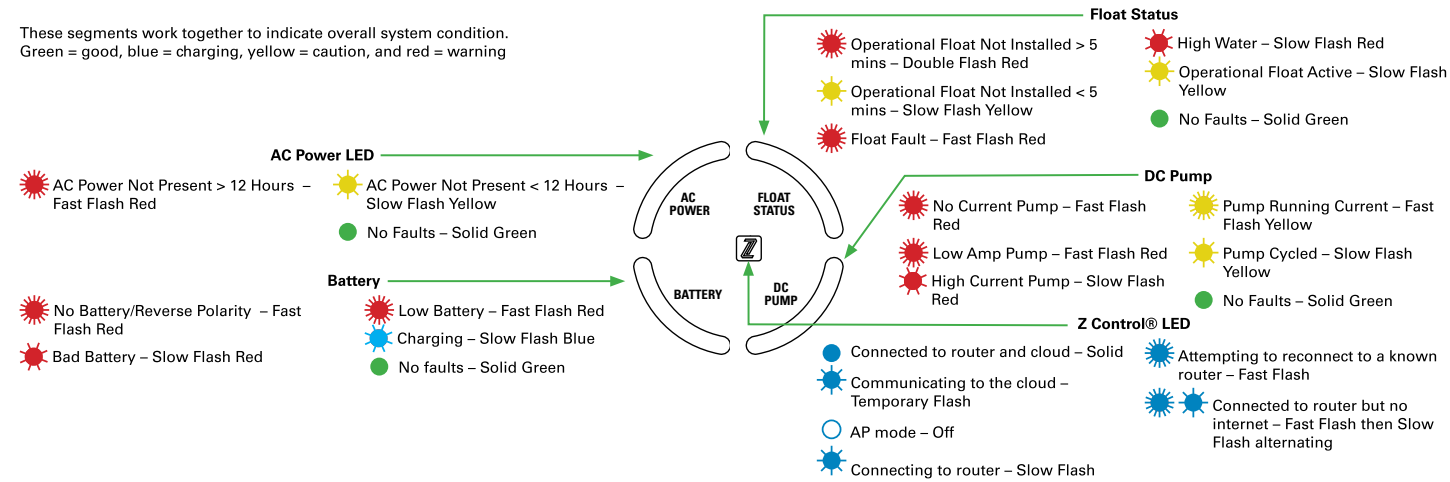 These segments work together to indicate overall system condition.
Green = good, blue = charging, yellow = caution, and red = warning
Float Status
Operational Float Not Installed > 5
mins – Double Flash Red
Operational Float Not Installed < 5
mins – Slow Flash Yellow
Float Fault – Fast Flash Red
High Water – Slow Flash Red
Operational Float Active – Slow Flash
Yellow
No Faults – Solid Green
AC Power LED
AC Power Not Present > 12 Hours –
Fast Flash Red
AC Power Not Present < 12 Hours –
Slow Flash Yellow
No Faults – Solid Green
AC
POWER
FLOAT
STATUS
Z
BATTERY
DC
PUMP
DC Pump
No Current Pump – Fast Flash
Red
Low Amp Pump – Fast Flash Red
High Current Pump – Slow Flash
Red
Pump Running Current – Fast
Flash Yellow
Pump Cycled – Slow Flash
Yellow
No Faults – Solid Green
Battery
No Battery/Reverse Polarity – Fast
Flash Red
Bad Battery – Slow Flash Red
Low Battery – Fast Flash Red
Charging – Slow Flash Blue
No faults – Solid Green
Z Control® LED
Connected to router and cloud – Solid
Communicating to the cloud –
Temporary Flash
AP mode – Off
Connecting to router – Slow Flash
Attempting to reconnect to a known
router – Fast Flash
Connected to router but no
internet – Fast Flash then Slow
Flash alternating